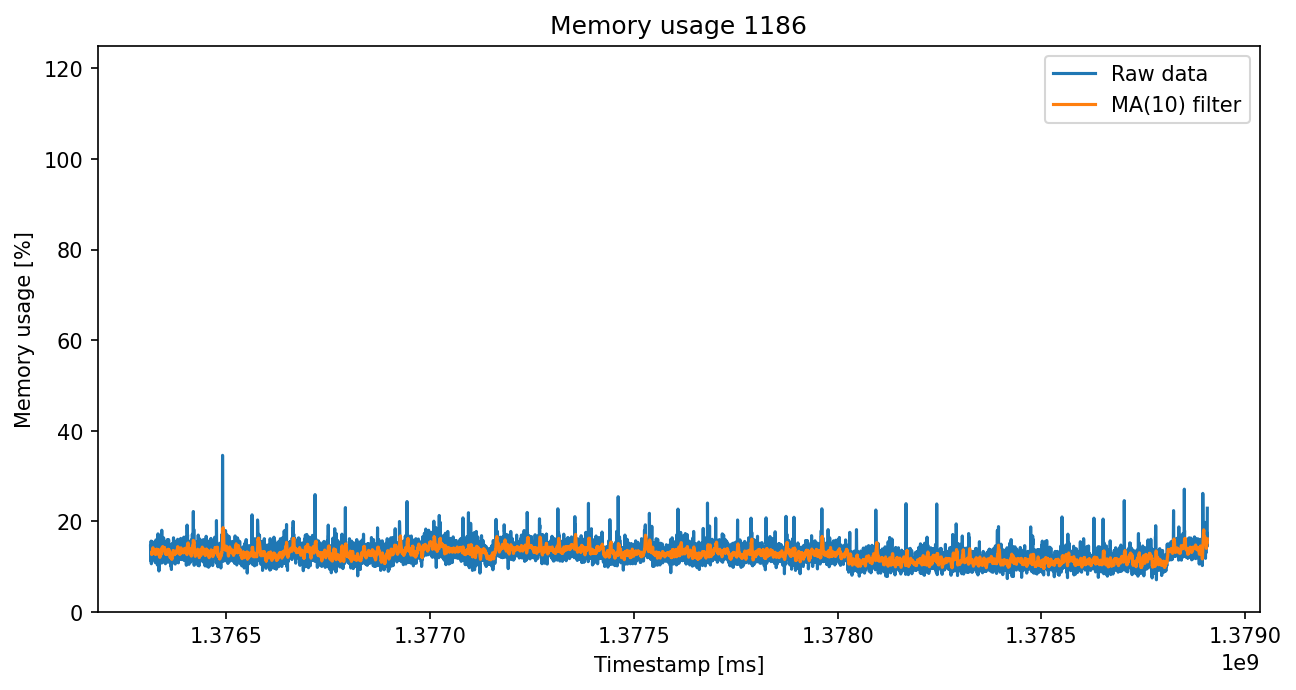 Memory usage 1186
Raw data
MA(10) filter
Memory usage [%]
120
100
80
60
40
20
0
1.3765 1.3770 1.3775 1.3780 1.3785 1.3790
1e9
Timestamp [ms]